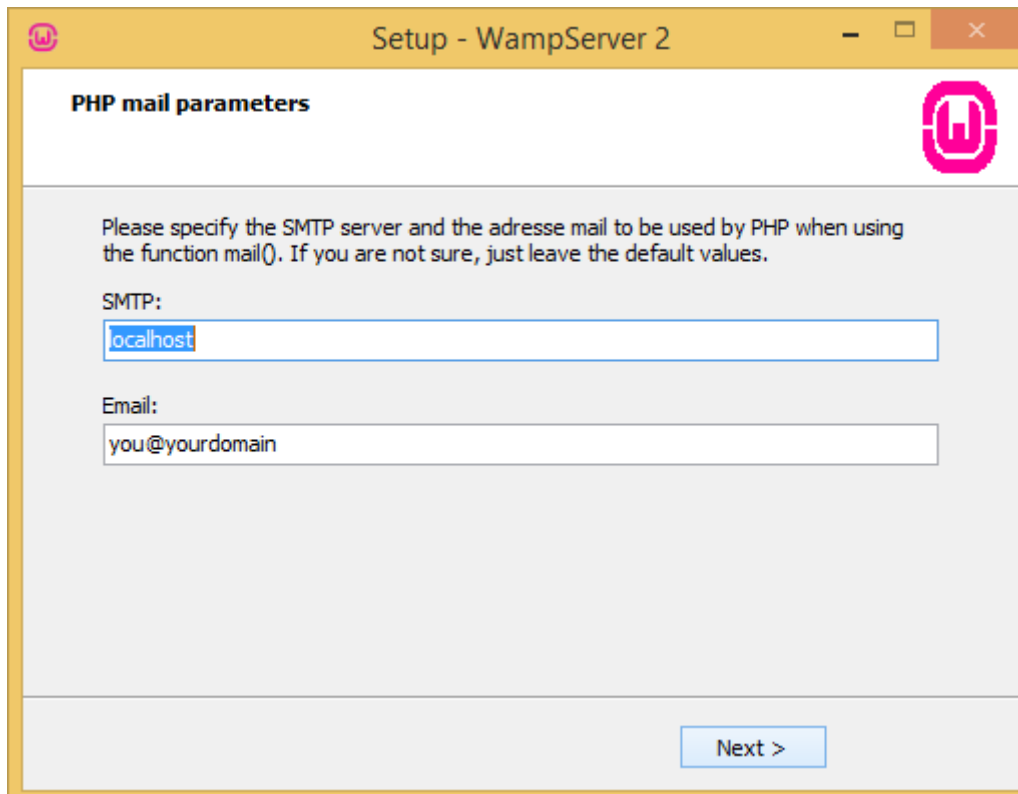 Setup - WampServer 2
PHP mail parameters
Please specify the SMTP server and the adresse mail to be used by PHP when using
the function mail(). If you are not sure, just leave the default values.
SMTP:
localhost
Email:
you@yourdomain
Next >